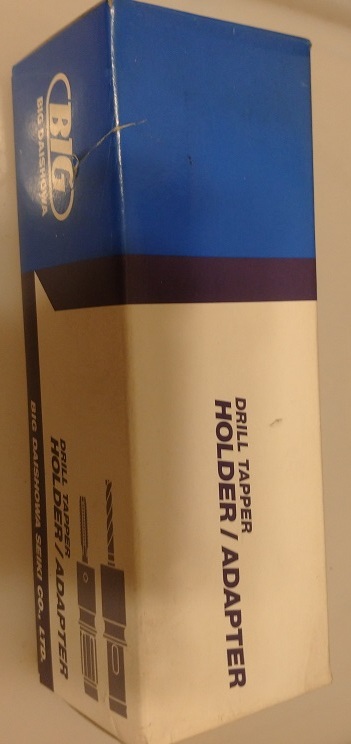 BIG
BIG DAISHOWA
DRILL TAPPER
HOLDER / ADAPTER
BIG DAISHOWA SEIKI CO., LTD.
DRILL TAPPER
HOLDER / ADAPTER